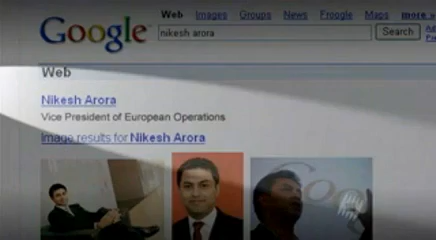 Web Images Groups News Froogle Maps more »
Google nikesh arora Search
Web
Nikesh Arora
Vice President of European Operations
Image results for Nikesh Arora